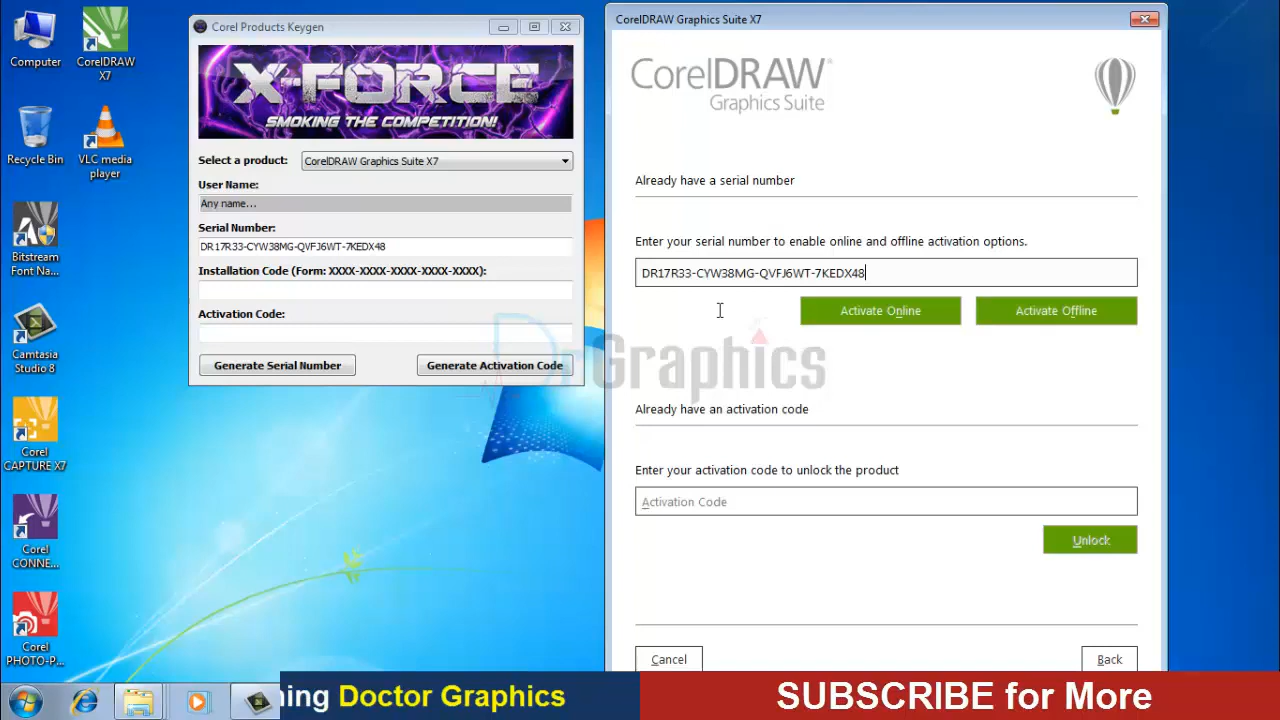 Computer
CorelDRAW
X7
Recycle Bin
VLC media
player
Bitstream
Font Na...
Camtasia
Studio 8
Corel
CAPTURE X7
Corel
CONNE...
Corel
PHOTO-P...
Corel Products Keygen
X-FORCE
SMOKING THE COMPETITION!
Select a product: CorelDRAW Graphics Suite X7
User Name:
Any name...
Serial Number:
DR17R33-CYW38MG-QVFJ6WT-7KEDX48
Installation Code (Form: XXXX-XXXX-XXXX-XXXX-XXXX):
Activation Code:
Generate Serial Number Generate Activation Code
CorelDRAW Graphics Suite X7
CorelDRAW®
Graphics Suite
Already have a serial number
Enter your serial number to enable online and offline activation options.
DR17R33-CYW38MG-QVFJ6WT-7KEDX48
Activate Online Activate Offline
DrGraphics
Already have an activation code
Enter your activation code to unlock the product
Activation Code
Unlock
Cancel Back
ning Doctor Graphics
SUBSCRIBE for More